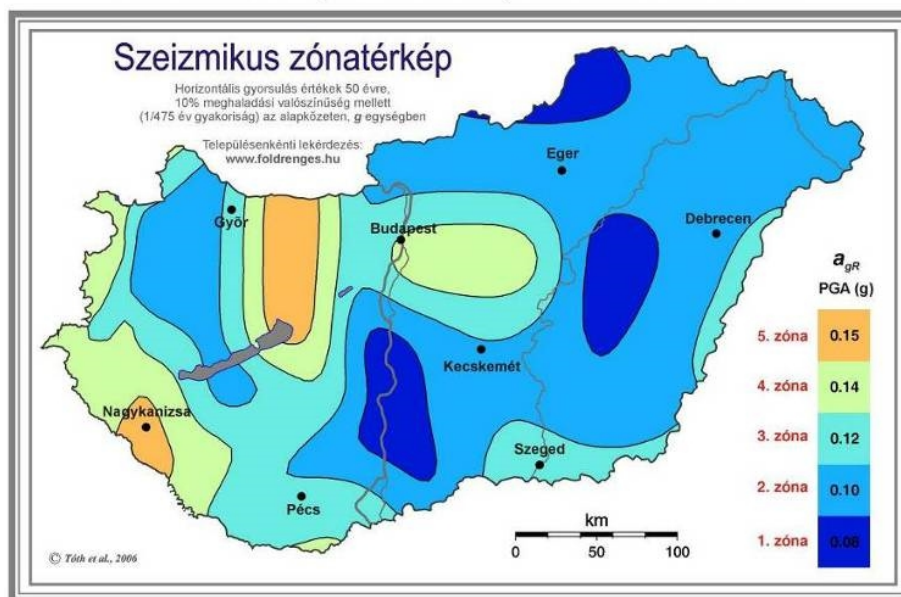 Szeizmikus zónatérkép
Horizontális gyorsulás értékek 50 évre,
10% meghaladási valószínűség mellett
(1/475 év gyakoriság) az alapkőzeten, g egységben
Településenkénti lekérdezés:
www.foldrenges.hu
Eger
Győr
Budapest
Debrecen
Kecskemét
Nagykanizsa
Szeged
Pécs
a gR
PGA (g)
5. zóna 0.15
4. zóna 0.14
3. zóna 0.12
2. zóna 0.10
1. zóna 0.08
km
0 50 100
© Tóth et al., 2006